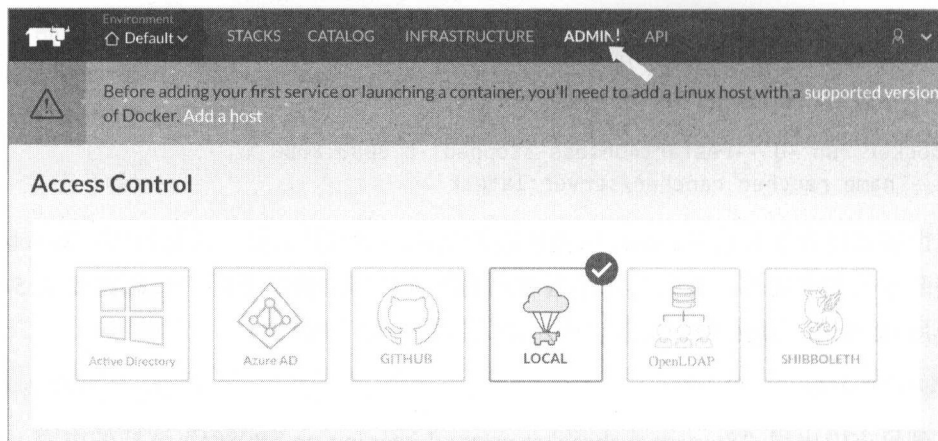 Environment
Default
STACKS CATALOG INFRASTRUCTURE ADMIN! API
Before adding your first service or launching a container, you'll need to add a Linux host with a supported version
of Docker. Add a host
Access Control
Active Directory
Azure AD
GITHUB
LOCAL
OpenLDAP
SHIBBOLETH